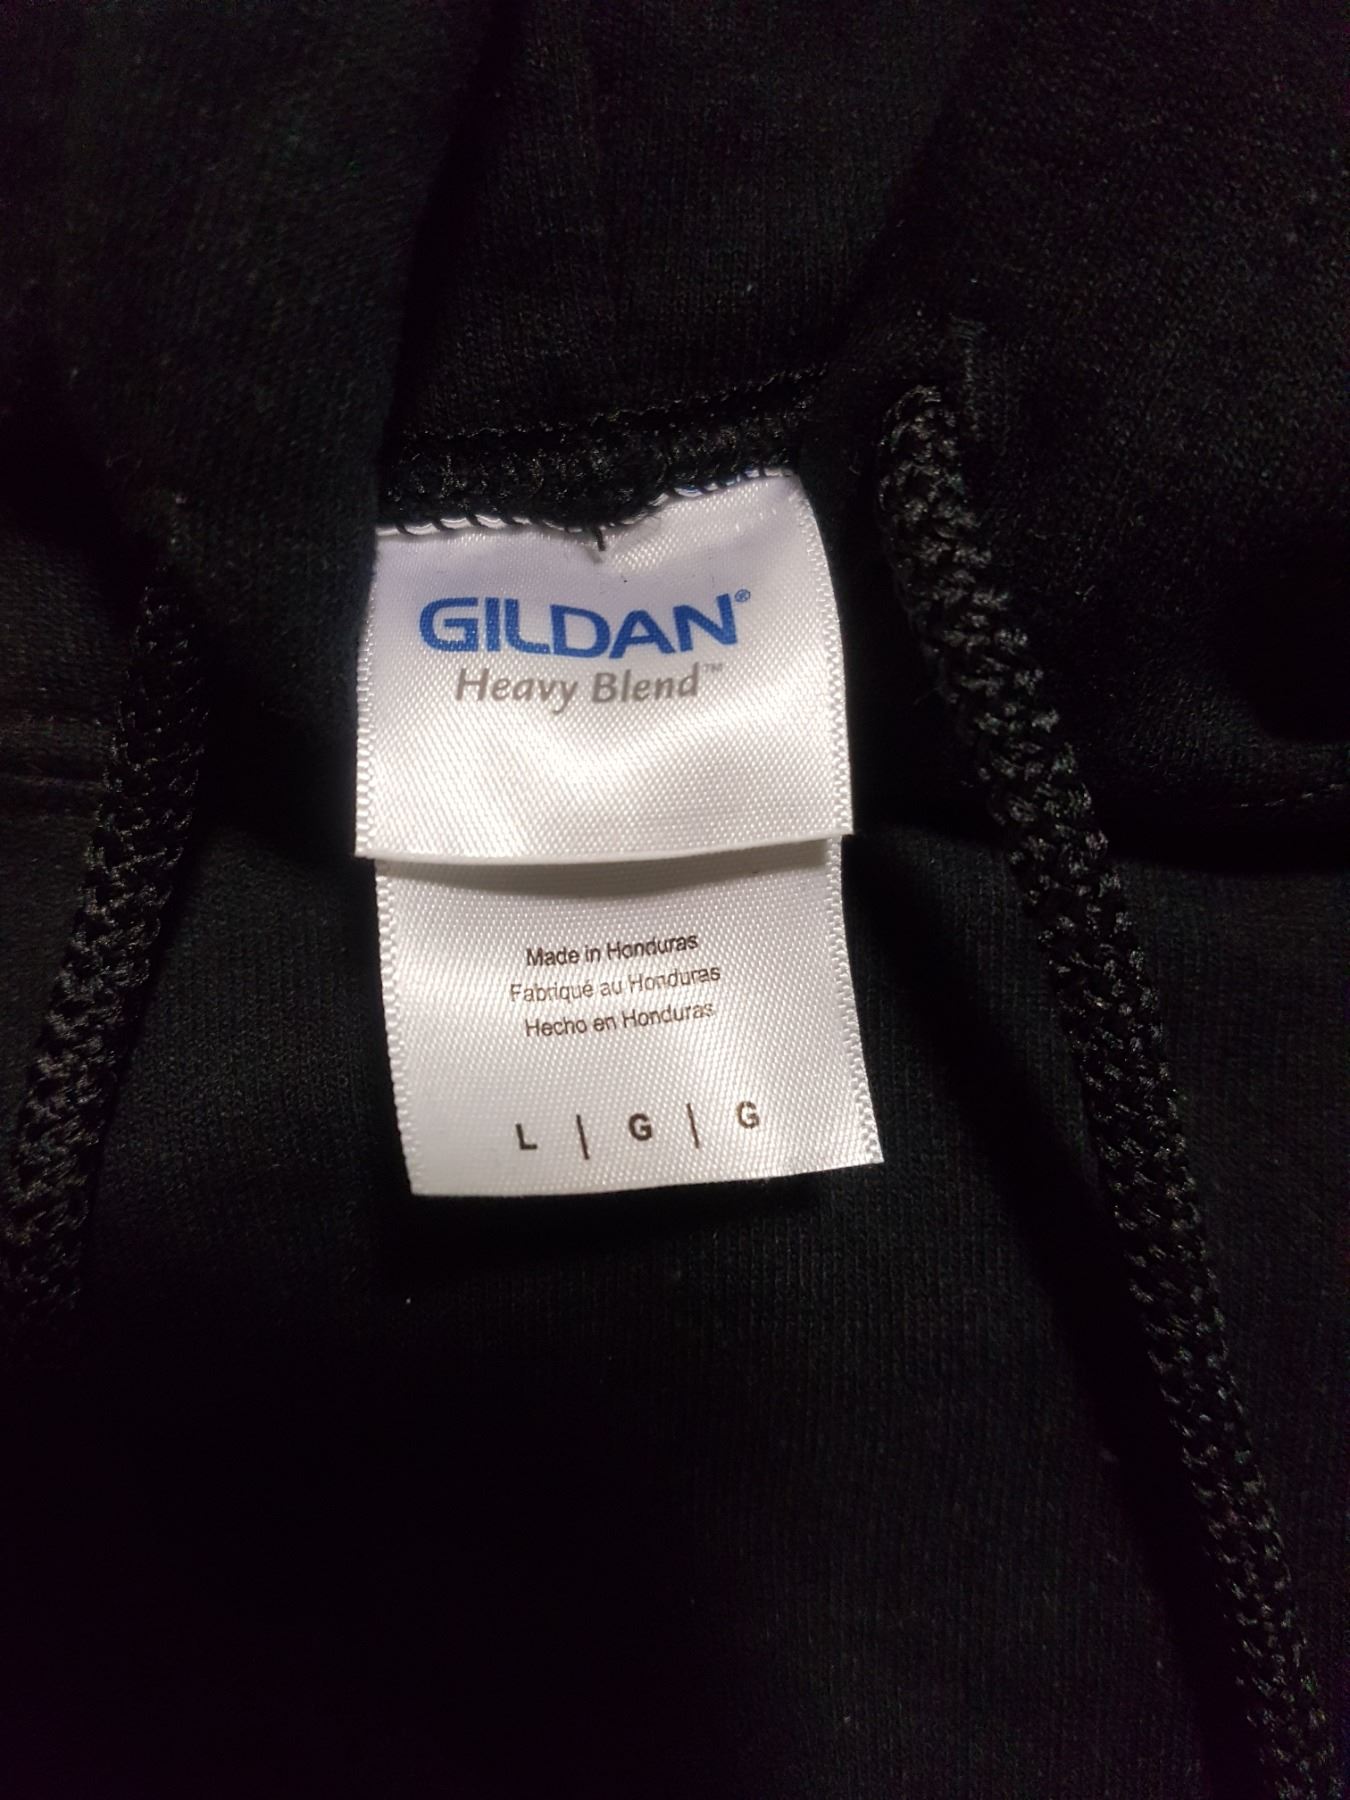 GILDAN®
Heavy Blend™
Made in Honduras
Fabriqué au Honduras
Hecho en Honduras
L | G | G